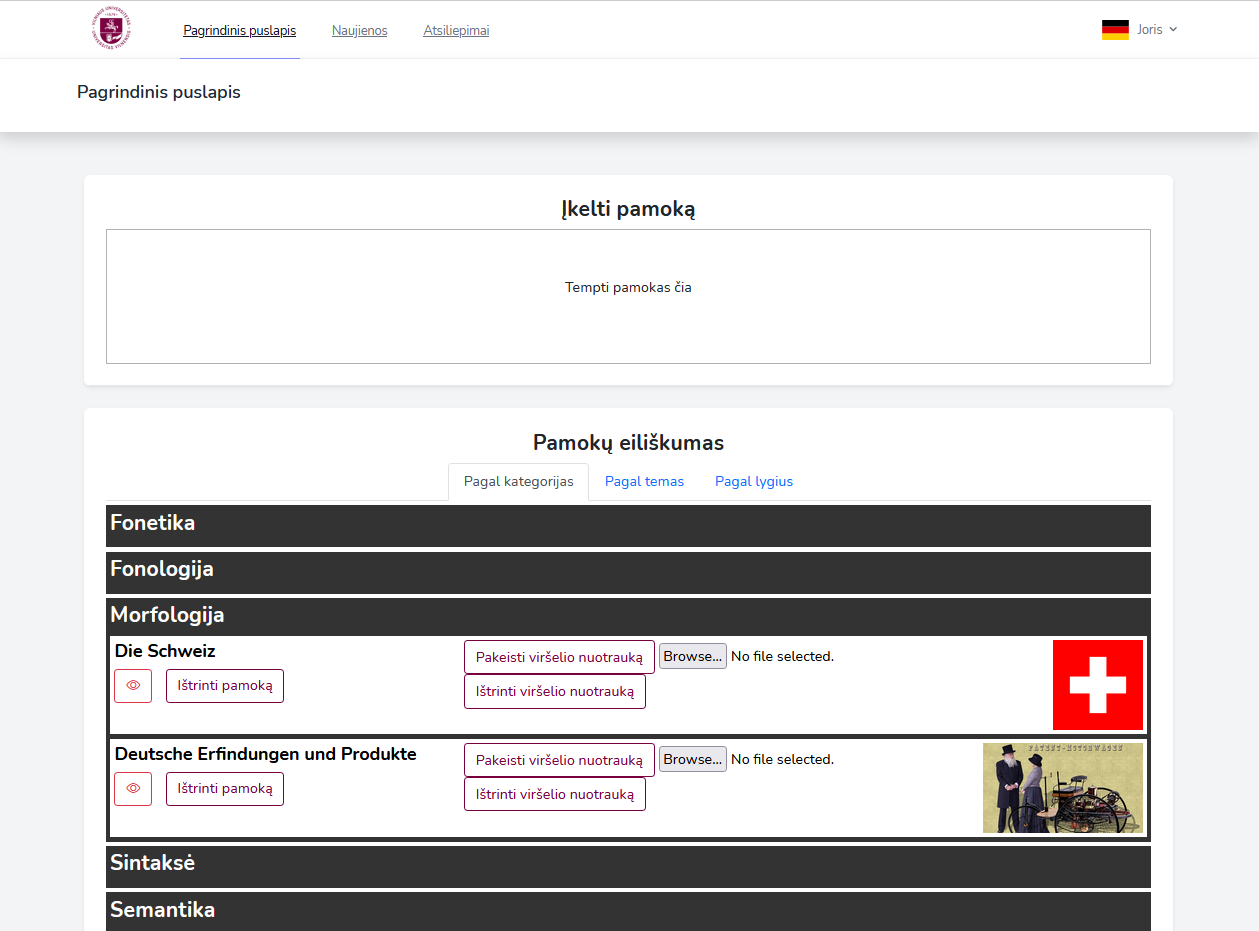 Pagrindinis puslapis Naujienos Atsiliepimai Joris
Pagrindinis puslapis
Įkelti pamoką
Tempti pamokas čia
Pamokų eiliškumas
Pagal kategorijas Pagal temas Pagal lygius
Fonetika
Fonologija
Morfologija
Die Schweiz
Pakeisti viršelio nuotrauką Browse... No file selected.
Ištrinti pamoką
Ištrinti viršelio nuotrauką
Deutsche Erfindungen und Produkte
Pakeisti viršelio nuotrauką Browse... No file selected.
PATENT-MOTORWAGEN
Ištrinti pamoką
Ištrinti viršelio nuotrauką
Sintaksė
Semantika